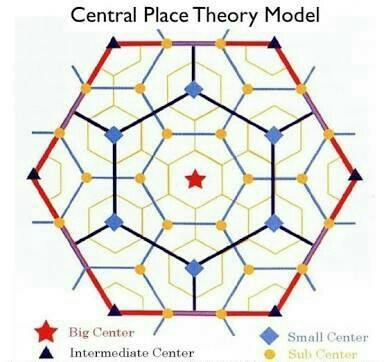 Central Place Theory Model
Big Center
Small Center
Intermediate Center
Sub Center